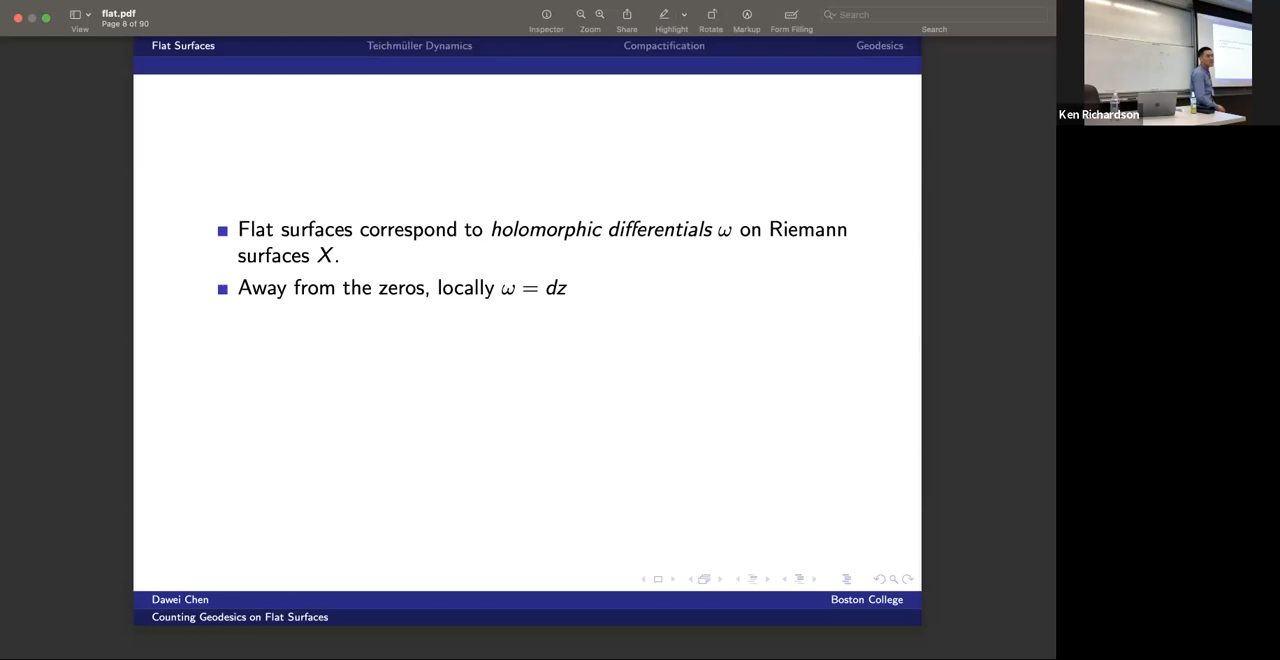 flat.pdf
Page 8 of 90
View
Inspector
Zoom
Share
Highlight
Rotate
Markup
Form Filling
Search
Search
Flat Surfaces
Teichmüller Dynamics
Compactification
Geodesics
Flat surfaces correspond to holomorphic differentials ω on Riemann
surfaces X.
Away from the zeros, locally ω = dz
Dawei Chen
Boston College
Counting Geodesics on Flat Surfaces
Ken Richardson